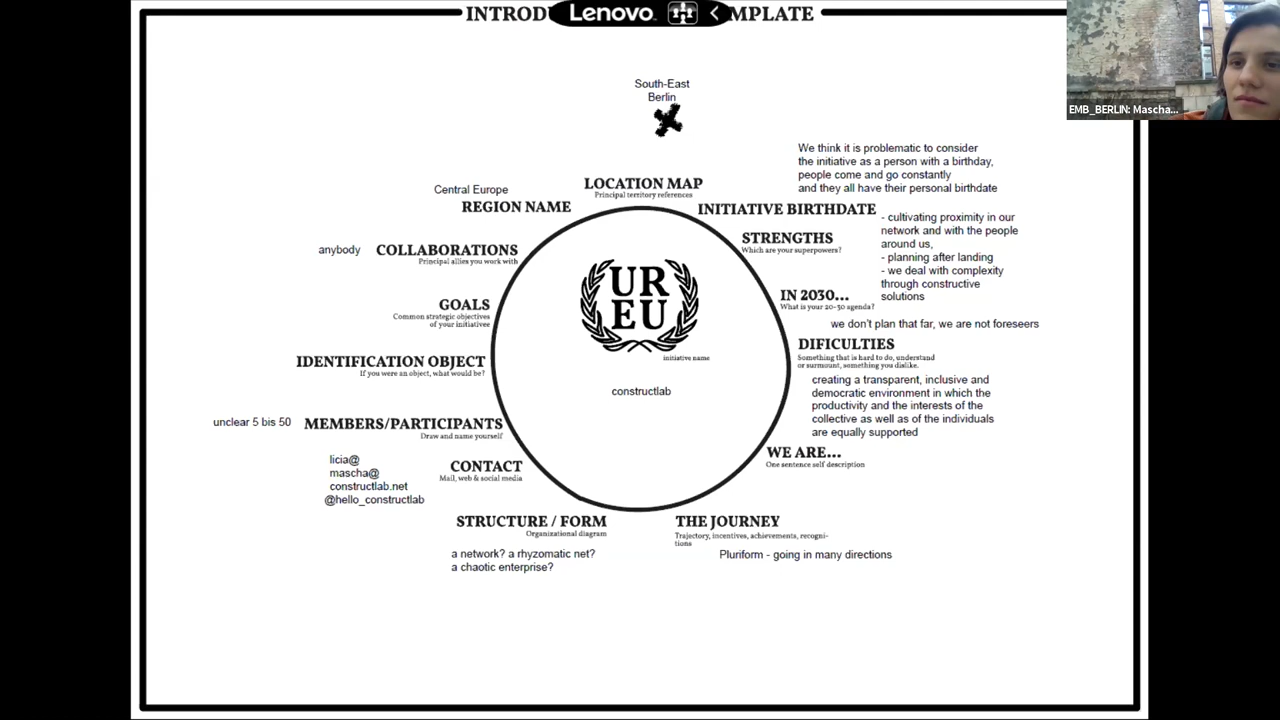 INTRODU
Lenovo
MPLATE
EMB_BERLIN: Mascha...
South-East
Berlin
LOCATION MAP
Principal territory references
We think it is problematic to consider
the initiative as a person with a birthday,
people come and go constantly
and they all have their personal birthdate
INITIATIVE BIRTHDATE
Central Europe
REGION NAME
- cultivating proximity in our
network and with the people
around us,
- planning after landing
- we deal with complexity
through constructive
solutions
STRENGTHS
Which are your superpowers?
anybody
COLLABORATIONS
Principal allies you work with
IN 2030...
What is your 20-30 agenda?
we don't plan that far, we are not foreseers
GOALS
Common strategic objectives
of your initiativee
UR
EU
initiative name
constructlab
DIFICULTIES
Something that is hard to do, understand
or surmount, something you dislike.
creating a transparent, inclusive and
democratic environment in which the
productivity and the interests of the
collective as well as of the individuals
are equally supported
IDENTIFICATION OBJECT
If you were an object, what would be?
unclear 5 bis 50
MEMBERS/PARTICIPANTS
Draw and name yourself
WE ARE...
One sentence self description
licia@
mascha@
constructlab.net
@hello_constructlab
CONTACT
Mail, web & social media
STRUCTURE / FORM
Organizational diagram
a network? a rhyzomatic net?
a chaotic enterprise?
THE JOURNEY
Trajectory, incentives, achievements, recogni-
tions
Pluriform - going in many directions